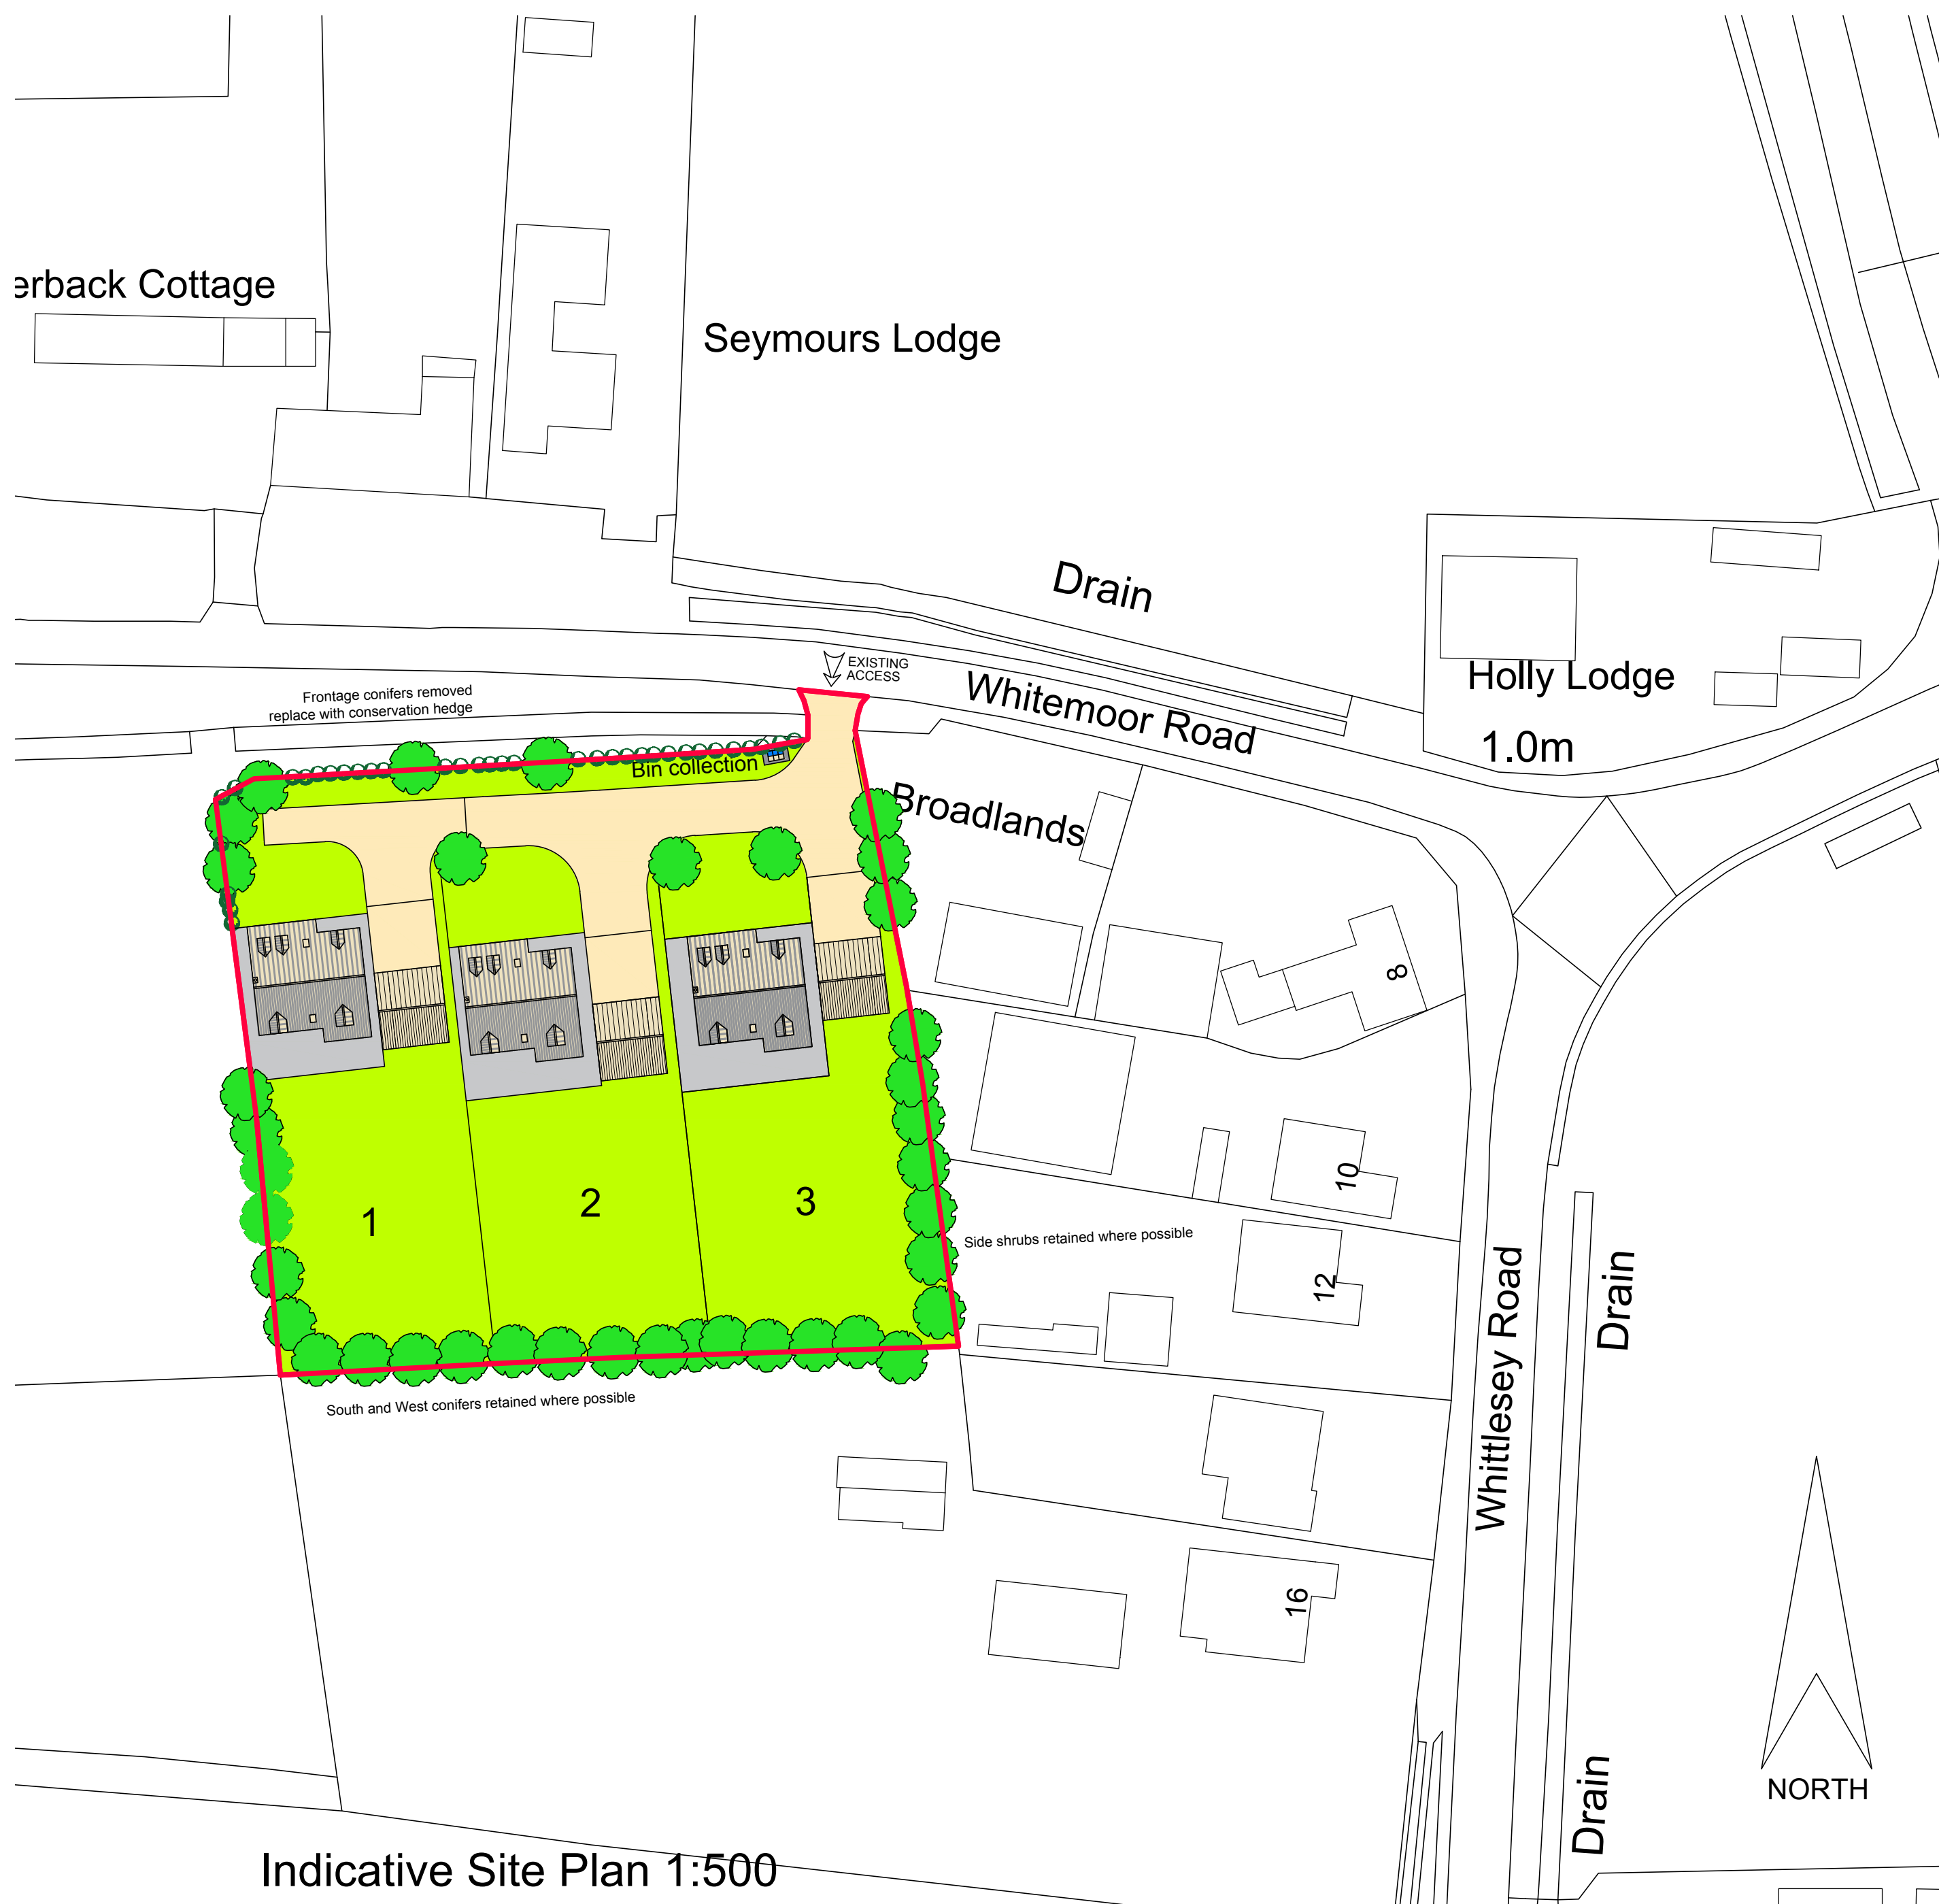 erback Cottage
Seymours Lodge
Drain
Holly Lodge
1.0m
EXISTING
ACCESS
Whitemoor Road
Frontage conifers removed
replace with conservation hedge
Bin collection
Broadlands
8
10
12
16
1
2
3
Side shrubs retained where possible
South and West conifers retained where possible
Whittlesey Road
Drain
Drain
NORTH
Indicative Site Plan 1:500